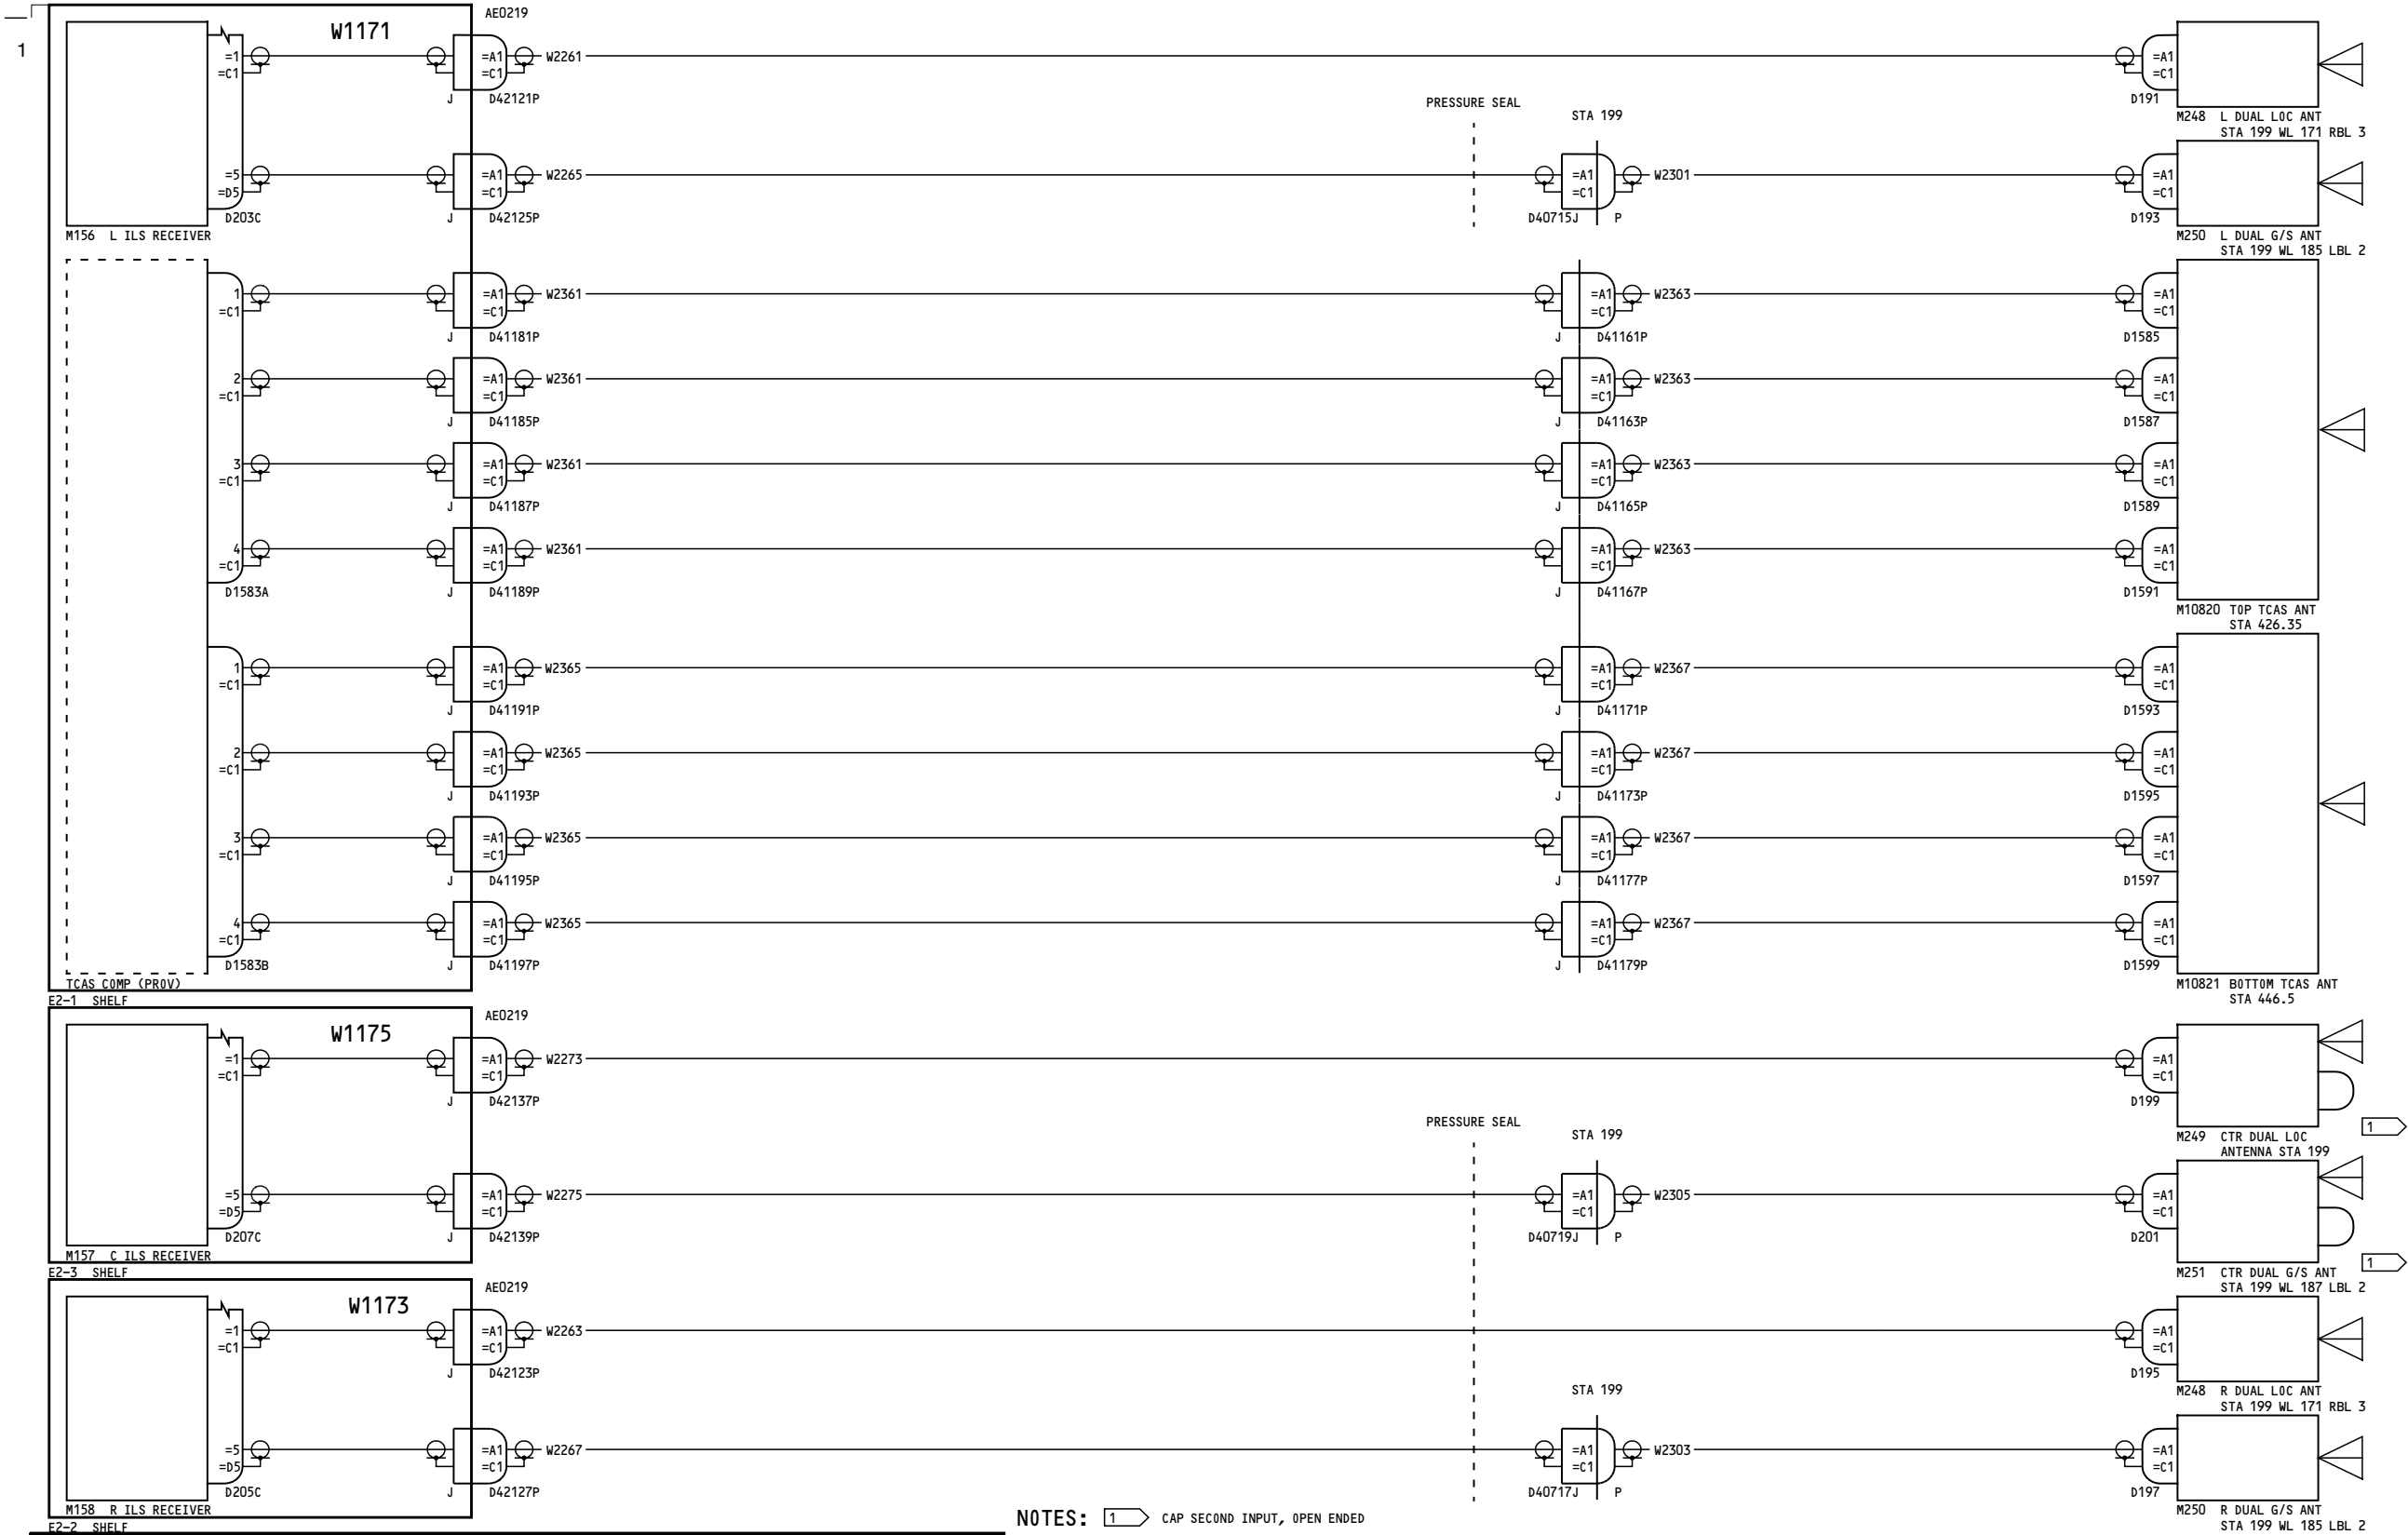 1
W1171
AE0219
=1
=C1
=A1
=C1
W2261
J
D42121P
=A1
=C1
D191
M248 L DUAL LOC ANT
STA 199 WL 171 RBL 3
PRESSURE SEAL
STA 199
=5
=D5
D203C
=A1
=C1
W2265
J
D42125P
=A1
=C1
W2301
D40715J
P
=A1
=C1
D193
M250 L DUAL G/S ANT
STA 199 WL 185 LBL 2
M156 L ILS RECEIVER
1
=C1
=A1
=C1
W2361
J
D41181P
=A1
=C1
W2363
J
D41161P
=A1
=C1
D1585
2
=C1
=A1
=C1
W2361
J
D41185P
=A1
=C1
W2363
J
D41163P
=A1
=C1
D1587
3
=C1
=A1
=C1
W2361
J
D41187P
=A1
=C1
W2363
J
D41165P
=A1
=C1
D1589
4
=C1
D1583A
=A1
=C1
W2361
J
D41189P
=A1
=C1
W2363
J
D41167P
=A1
=C1
D1591
M10820 TOP TCAS ANT
STA 426.35
1
=C1
=A1
=C1
W2365
J
D41191P
=A1
=C1
W2367
J
D41171P
=A1
=C1
D1593
2
=C1
=A1
=C1
W2365
J
D41193P
=A1
=C1
W2367
J
D41173P
=A1
=C1
D1595
3
=C1
=A1
=C1
W2365
J
D41195P
=A1
=C1
W2367
J
D41177P
=A1
=C1
D1597
4
=C1
D1583B
=A1
=C1
W2365
J
D41197P
=A1
=C1
W2367
J
D41179P
=A1
=C1
D1599
M10821 BOTTOM TCAS ANT
STA 446.5
TCAS COMP (PROV)
E2-1 SHELF
W1175
AE0219
=1
=C1
=A1
=C1
W2273
J
D42137P
=A1
=C1
D199
1
M249 CTR DUAL LOC
ANTENNA STA 199
PRESSURE SEAL
STA 199
=5
=D5
D207C
=A1
=C1
W2275
J
D42139P
=A1
=C1
W2305
D40719J
P
=A1
=C1
D201
1
M251 CTR DUAL G/S ANT
STA 199 WL 187 LBL 2
M157 C ILS RECEIVER
E2-3 SHELF
W1173
AE0219
=1
=C1
=A1
=C1
W2263
J
D42123P
=A1
=C1
D195
M248 R DUAL LOC ANT
STA 199 WL 171 RBL 3
STA 199
=5
=D5
D205C
=A1
=C1
W2267
J
D42127P
=A1
=C1
W2303
D40717J
P
=A1
=C1
D197
M250 R DUAL G/S ANT
STA 199 WL 185 LBL 2
M158 R ILS RECEIVER
E2-2 SHELF
NOTES: 1 CAP SECOND INPUT, OPEN ENDED